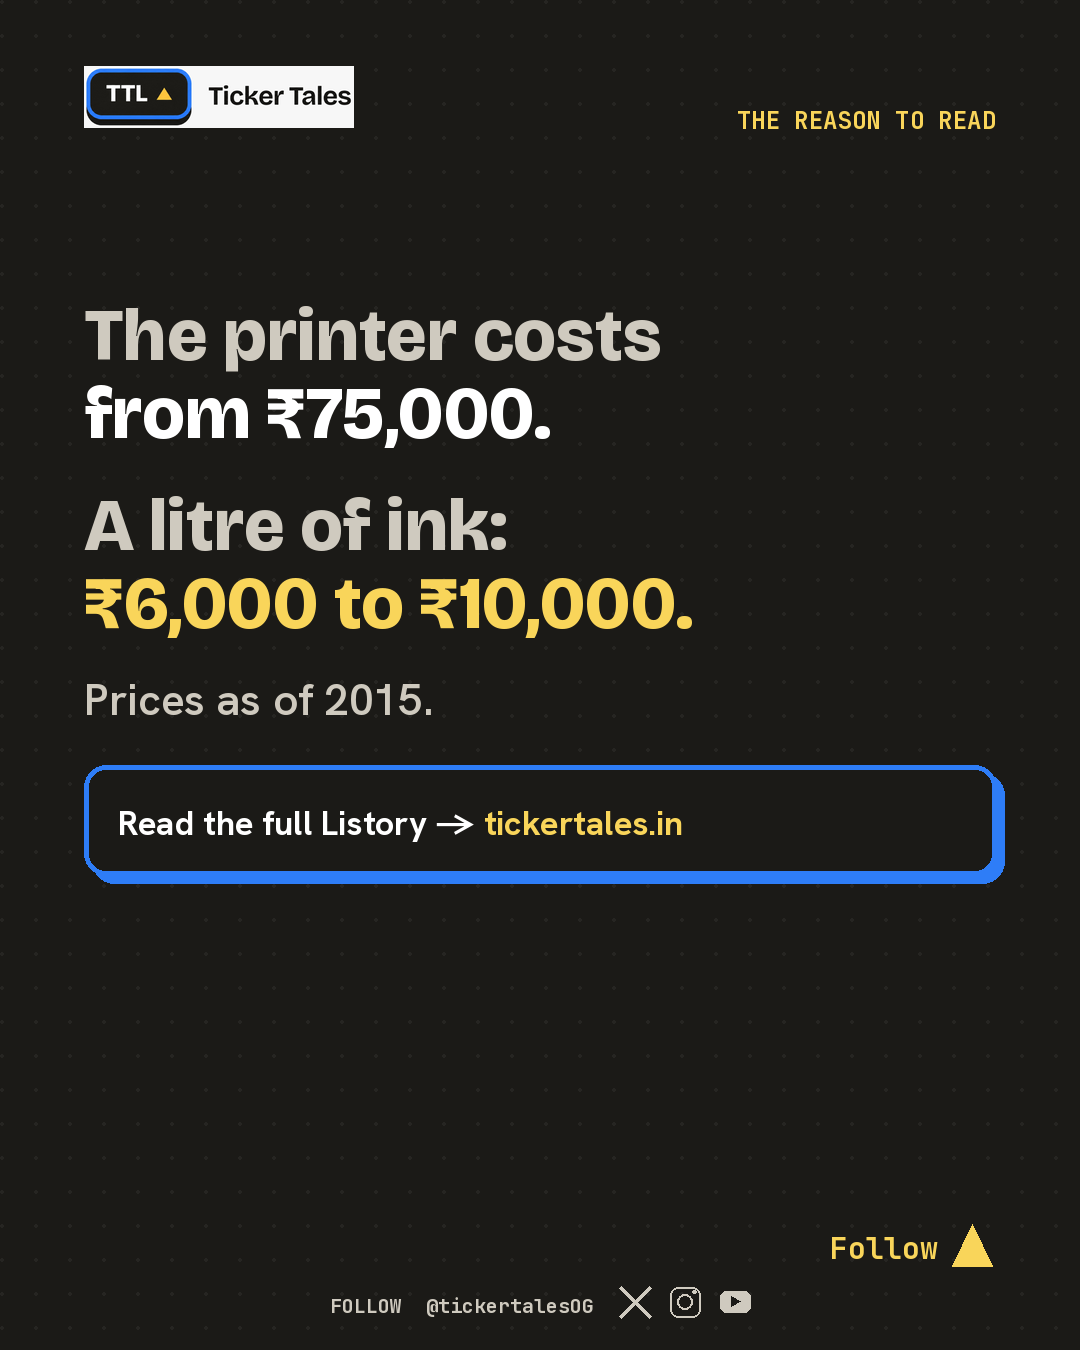 TTL
Ticker Tales
THE REASON TO READ
The printer costs
from ₹75,000.
A litre of ink:
₹6,000 to ₹10,000.
Prices as of 2015.
Read the full Listory → tickertales.in
Follow
FOLLOW @tickertalesOG